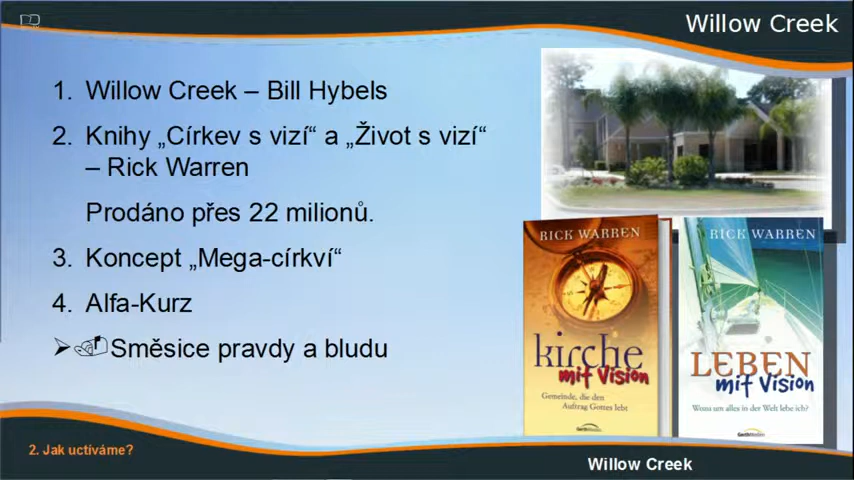 Willow Creek
1. Willow Creek – Bill Hybels
2. Knihy „Církev s vizí“ a „Život s vizí“
– Rick Warren
Prodáno přes 22 milionů.
3. Koncept „Mega-církví“
4. Alfa-Kurz
➢Směsice pravdy a bludu
RICK WARREN
kirche
mit Vision
Gemeinde, die den
Auftrag Gottes lebt
GerthMedien
RICK WARREN
LEBEN
mit Vision
Wozu um alles in der Welt lebe ich?
GerthMedien
2. Jak uctíváme?
Willow Creek